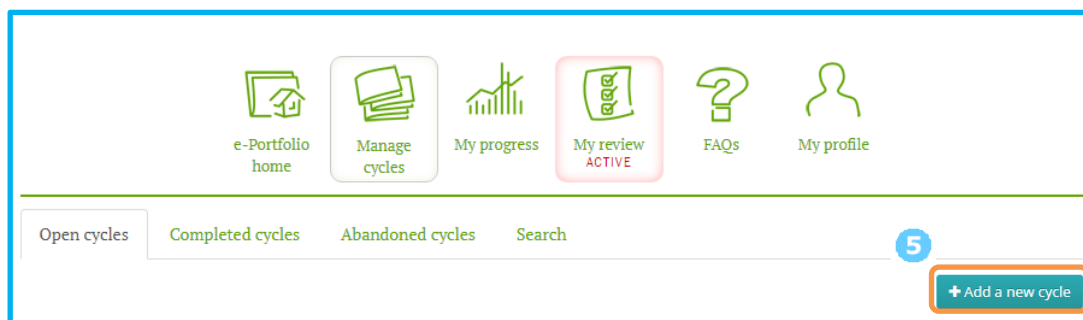 e-Portfolio
home
Manage
cycles
My progress
My review
ACTIVE
FAQs
My profile
Open cycles
Completed cycles
Abandoned cycles
Search
5
+ Add a new cycle